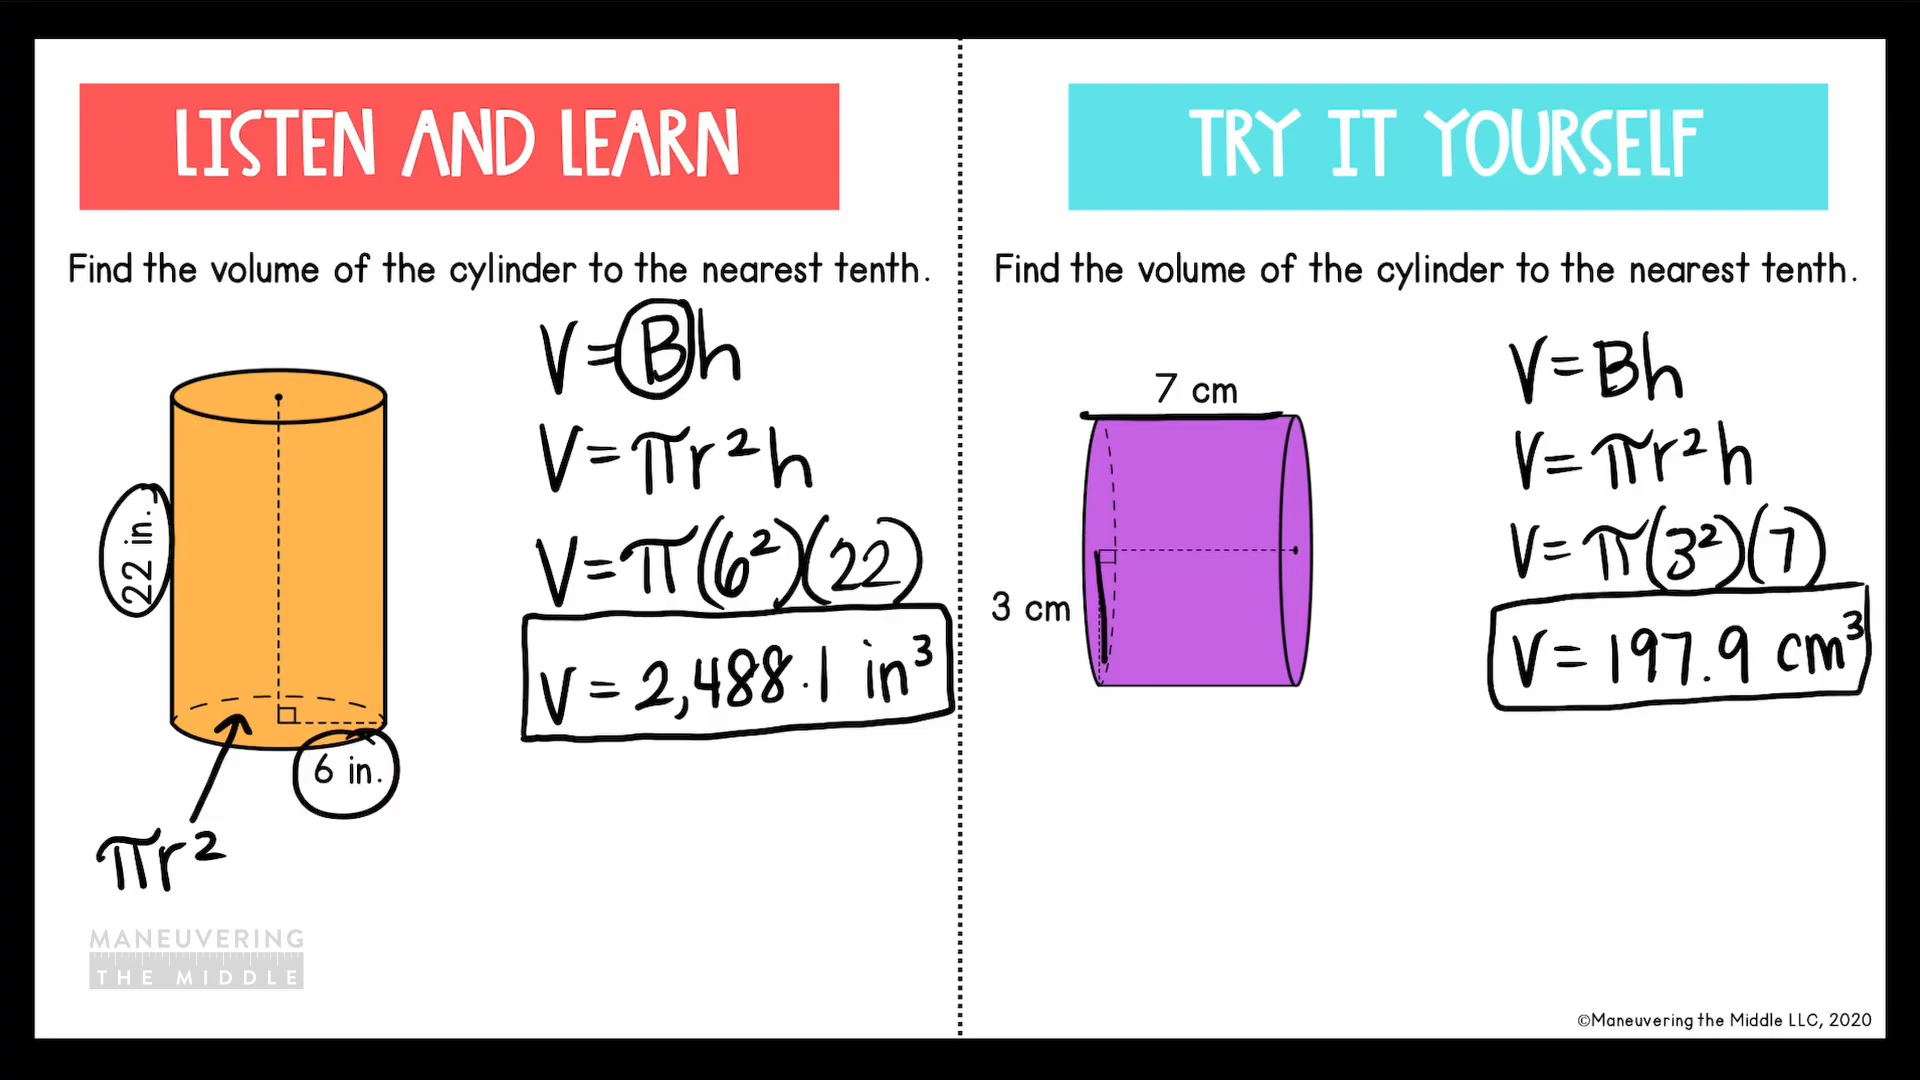 LISTEN AND LEARN
Find the volume of the cylinder to the nearest tenth.
V = Bh
V = πr²h
V = π(6²)(22)
V = 2,488.1 in³
22 in.
6 in.
πr²
MANEUVERING
THE MIDDLE
TRY IT YOURSELF
Find the volume of the cylinder to the nearest tenth.
7 cm
3 cm
V = Bh
V = πr²h
V = π(3²)(7)
V = 197.9 cm³
©Maneuvering the Middle LLC, 2020